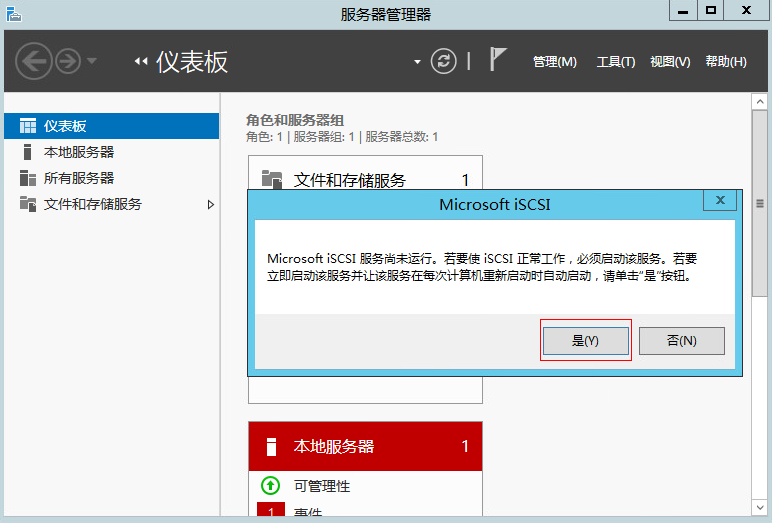 服务器管理器
仪表板
管理(M) 工具(T) 视图(V) 帮助(H)
仪表板
本地服务器
所有服务器
文件和存储服务
角色和服务器组
角色: 1 | 服务器组: 1 | 服务器总数: 1
文件和存储服务 1
Microsoft iSCSI
Microsoft iSCSI 服务尚未运行。若要使 iSCSI 正常工作，必须启动该服务。若要
立即启动该服务并让该服务在每次计算机重新启动时自动启动，请单击“是”按钮。
是(Y) 否(N)
本地服务器 1
可管理性
1 事件